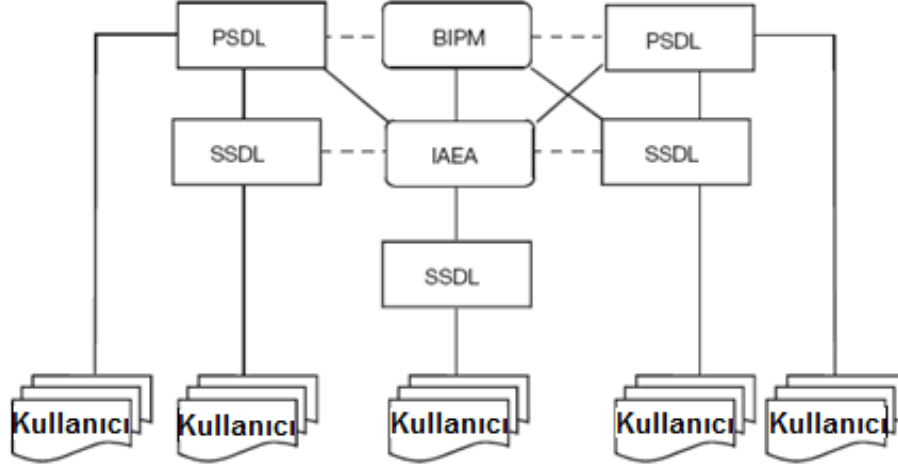 PSDL
BIPM
PSDL
SSDL
IAEA
SSDL
SSDL
Kullanıcı
Kullanıcı
Kullanıcı
Kullanıcı
Kullanıcı